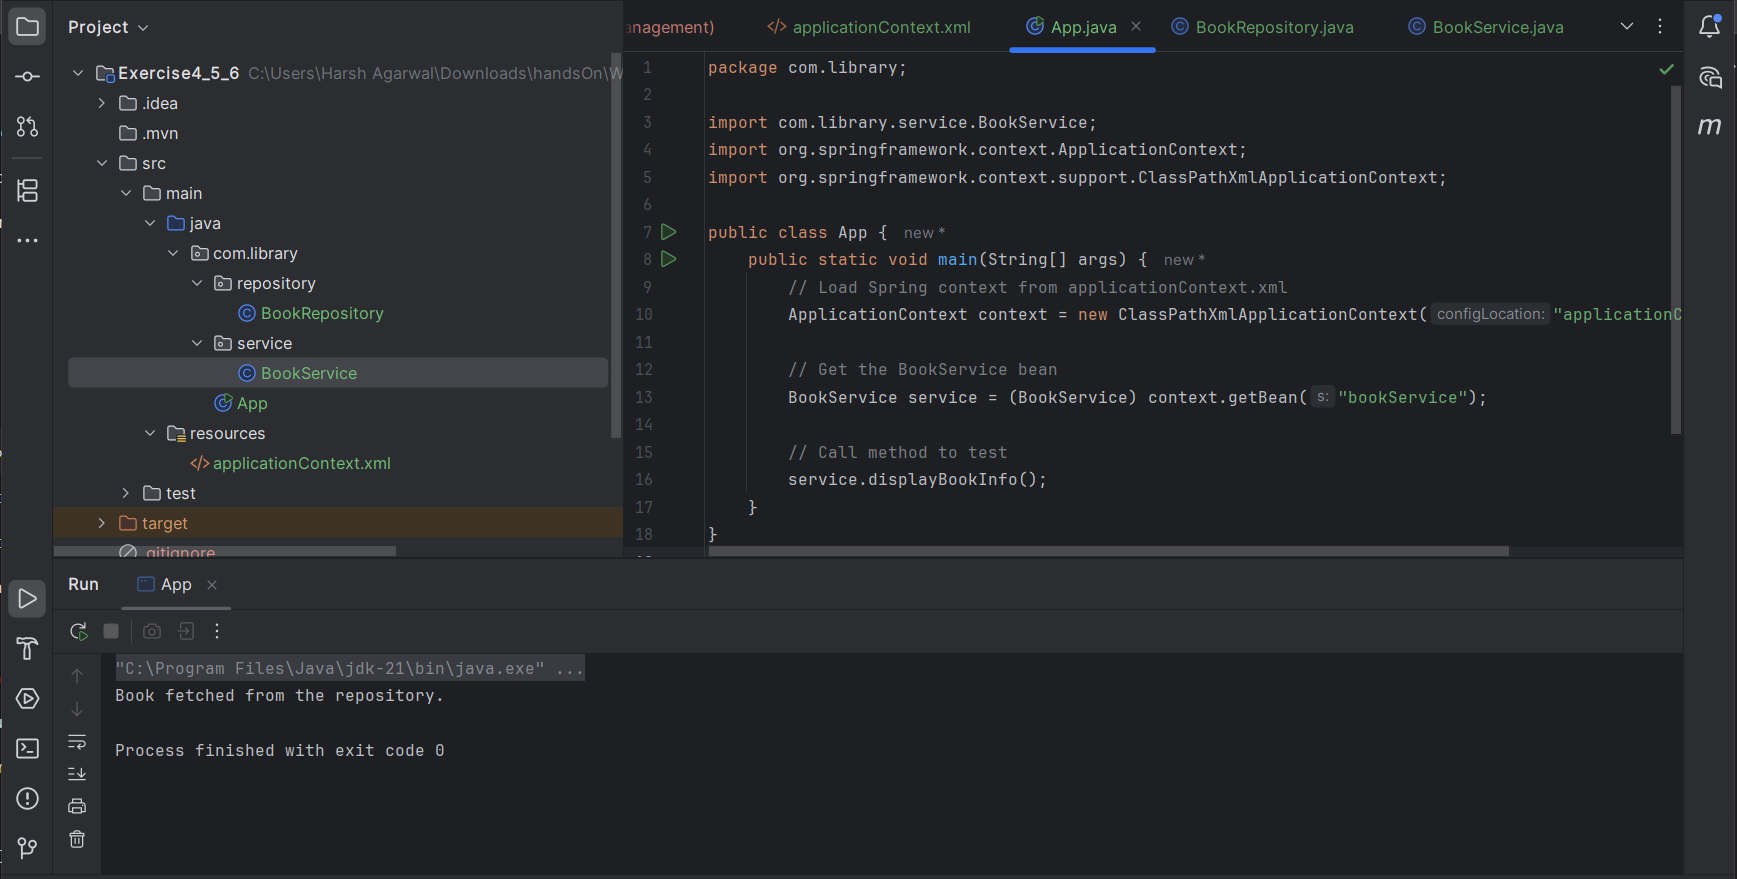 Project
Exercise4_5_6 C:\Users\Harsh Agarwal\Downloads\handsOn\W
.idea
.mvn
src
main
java
com.library
repository
BookRepository
service
BookService
App
resources
applicationContext.xml
test
target
.gitignore
anagement)
applicationContext.xml
App.java
BookRepository.java
BookService.java
m
1 package com.library;
2
3 import com.library.service.BookService;
4 import org.springframework.context.ApplicationContext;
5 import org.springframework.context.support.ClassPathXmlApplicationContext;
6
7 public class App { new *
8 public static void main(String[] args) { new *
9 // Load Spring context from applicationContext.xml
10 ApplicationContext context = new ClassPathXmlApplicationContext( configLocation: "applicationC
11
12 // Get the BookService bean
13 BookService service = (BookService) context.getBean( s: "bookService");
14
15 // Call method to test
16 service.displayBookInfo();
17 }
18 }
Run
App
"C:\Program Files\Java\jdk-21\bin\java.exe" ...
Book fetched from the repository.
Process finished with exit code 0